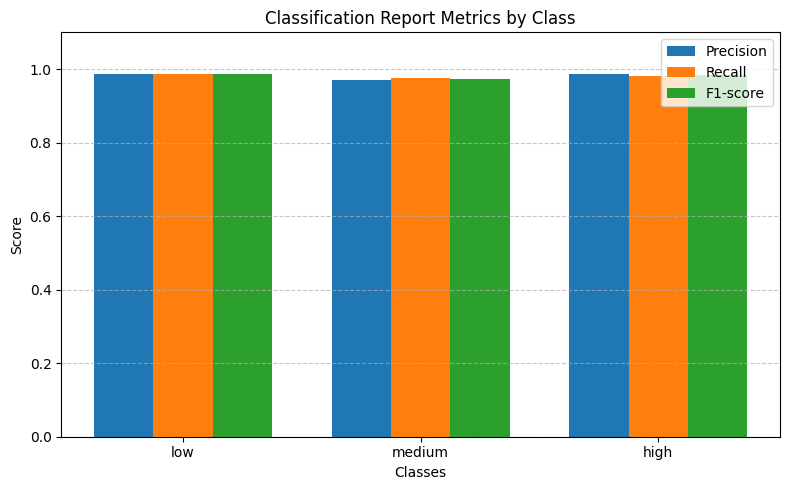 Classification Report Metrics by Class
Precision
Recall
F1-score
1.0
0.8
0.6
0.4
0.2
0.0
Score
low
medium
high
Classes